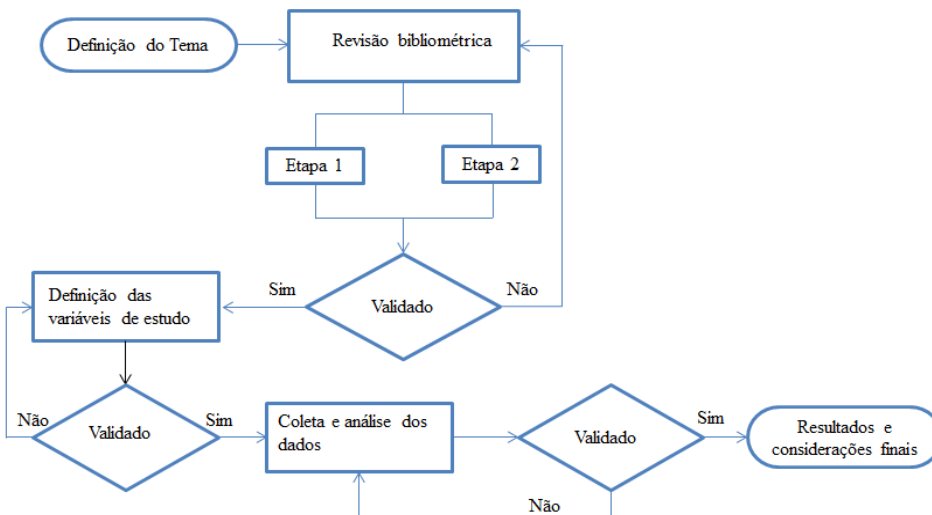 Definição do Tema
Revisão bibliométrica
Etapa 1
Etapa 2
Validado
Sim
Não
Definição das
variáveis de estudo
Validado
Não
Sim
Coleta e análise dos
dados
Validado
Sim
Não
Resultados e
considerações finais